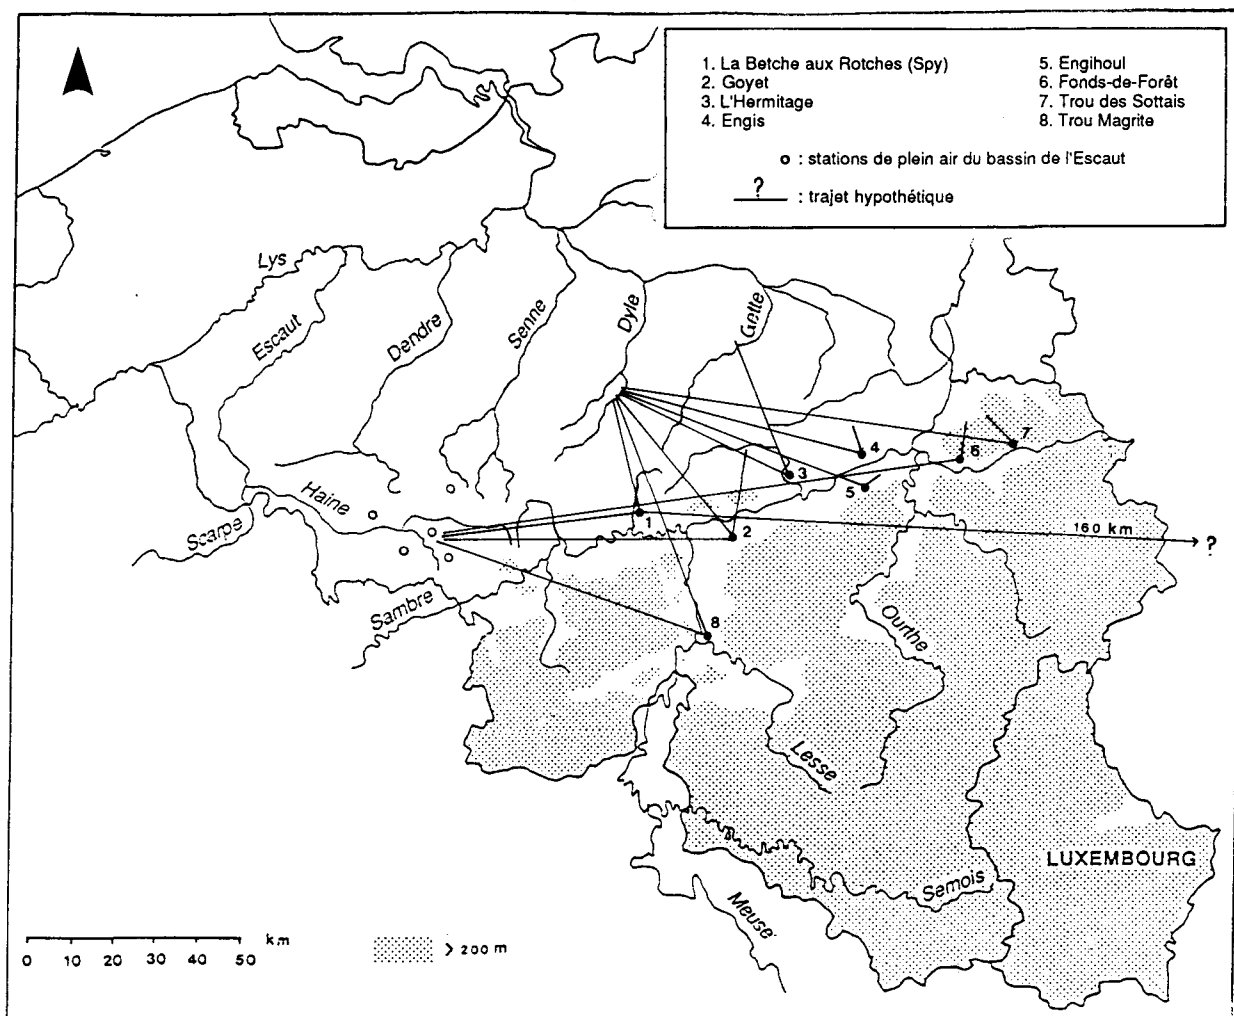 1. La Betche aux Rotches (Spy)
2. Goyet
3. L'Hermitage
4. Engis
5. Engihoul
6. Fonds-de-Forêt
7. Trou des Sottais
8. Trou Magrite
o : stations de plein air du bassin de l'Escaut
? : trajet hypothétique
Lys
Escaut
Dendre
Senne
Dyle
Gette
Haine
Scarpe
Sambre
1
2
3
4
5
6
7
8
160 km
?
Ourthe
Lesse
LUXEMBOURG
Semois
Meuse
km
0 10 20 30 50
> 200 m